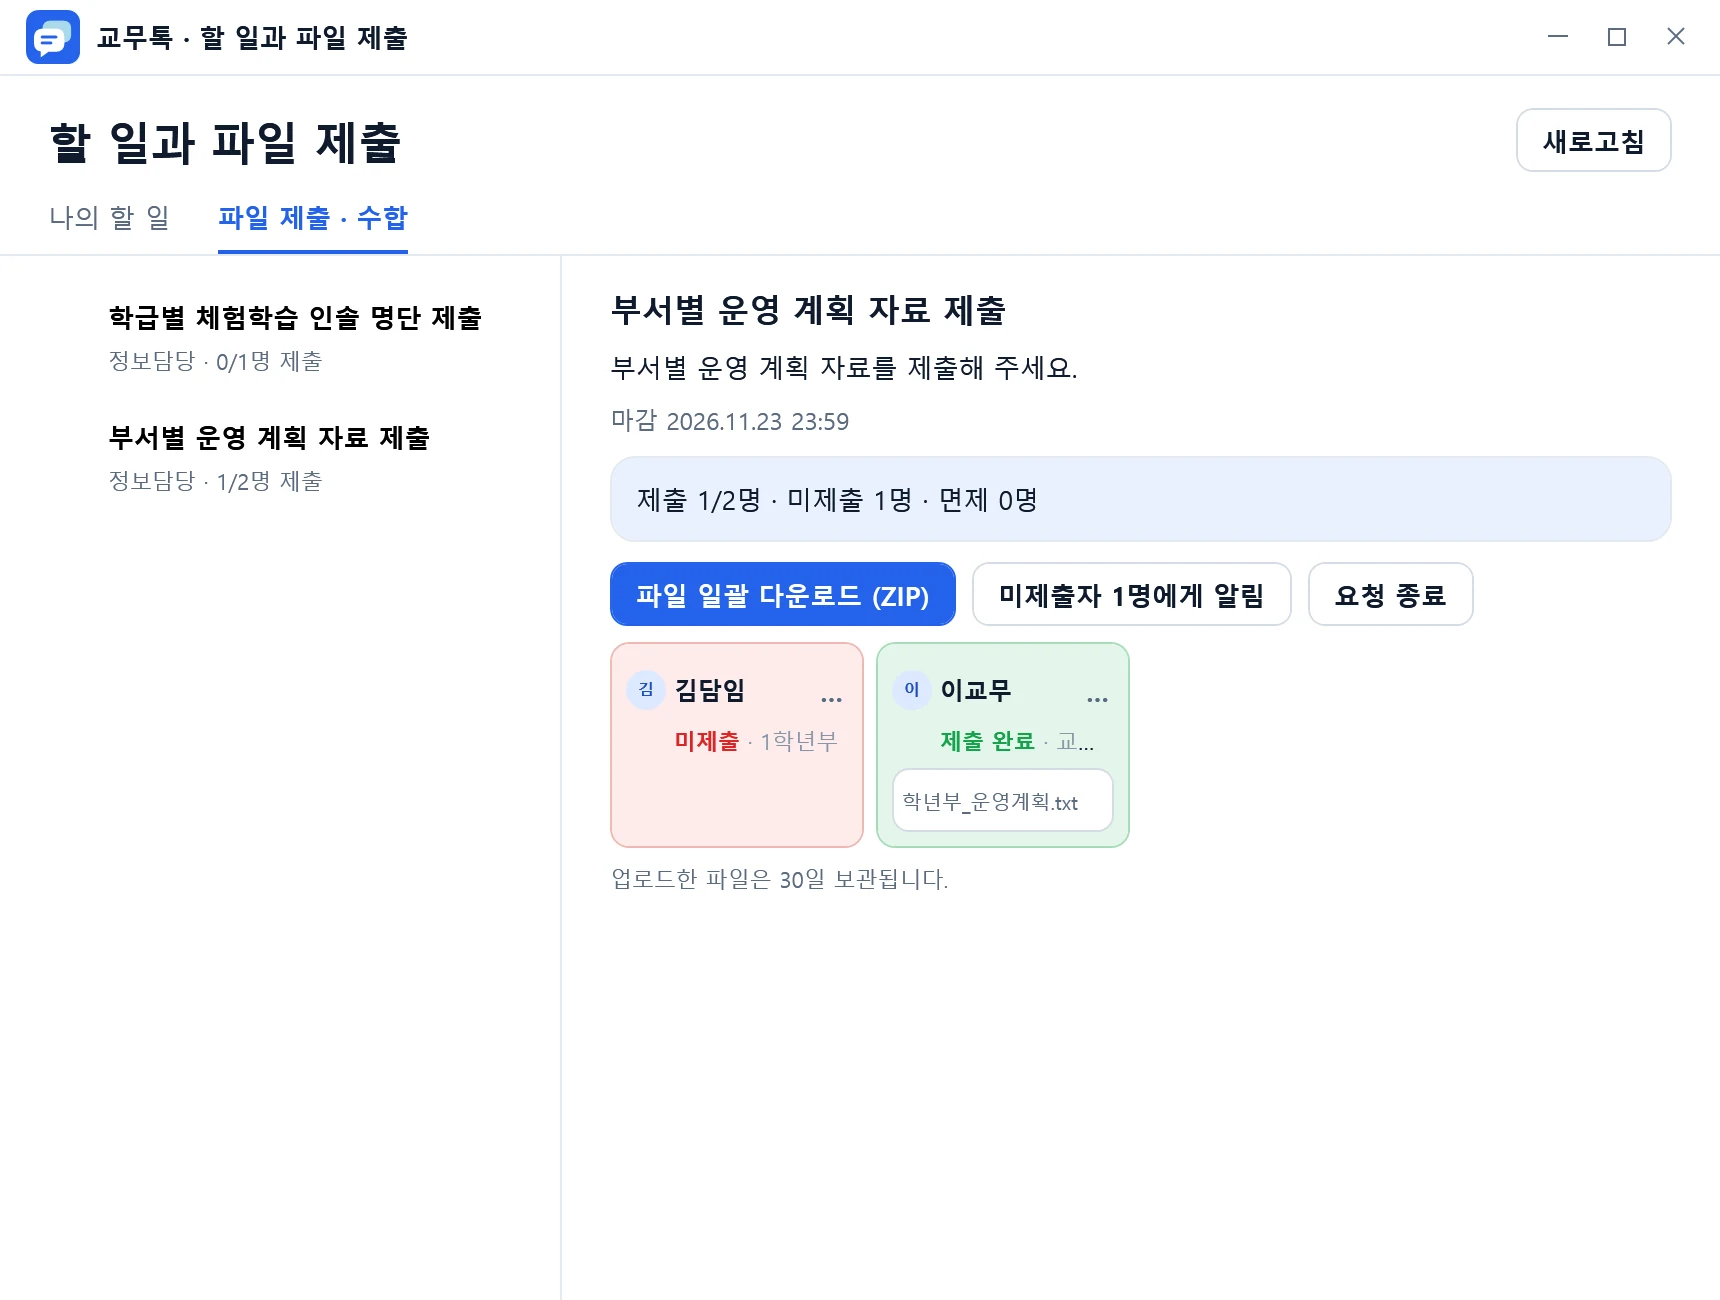 교무톡 · 할 일과 파일 제출
할 일과 파일 제출
새로고침
나의 할 일
파일 제출 · 수합
학급별 체험학습 인솔 명단 제출
정보담당 · 0/1명 제출
부서별 운영 계획 자료 제출
정보담당 · 1/2명 제출
부서별 운영 계획 자료 제출
부서별 운영 계획 자료를 제출해 주세요.
마감 2026.11.23 23:59
제출 1/2명 · 미제출 1명 · 면제 0명
파일 일괄 다운로드 (ZIP)
미제출자 1명에게 알림
요청 종료
김 김담임 ...
미제출 · 1학년부
이 이교무 ...
제출 완료 · 교...
학년부_운영계획.txt
업로드한 파일은 30일 보관됩니다.